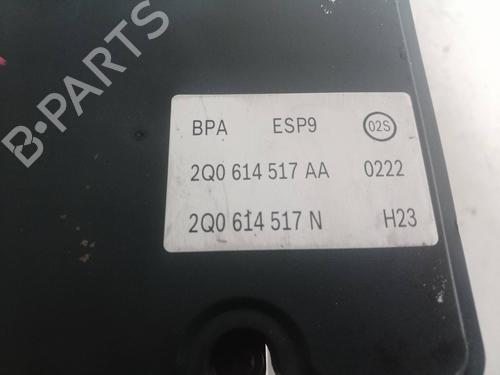 BPA ESP9 02S
2Q0 614 517 AA 0222
2Q0 614 517 N H23
B-PARTS